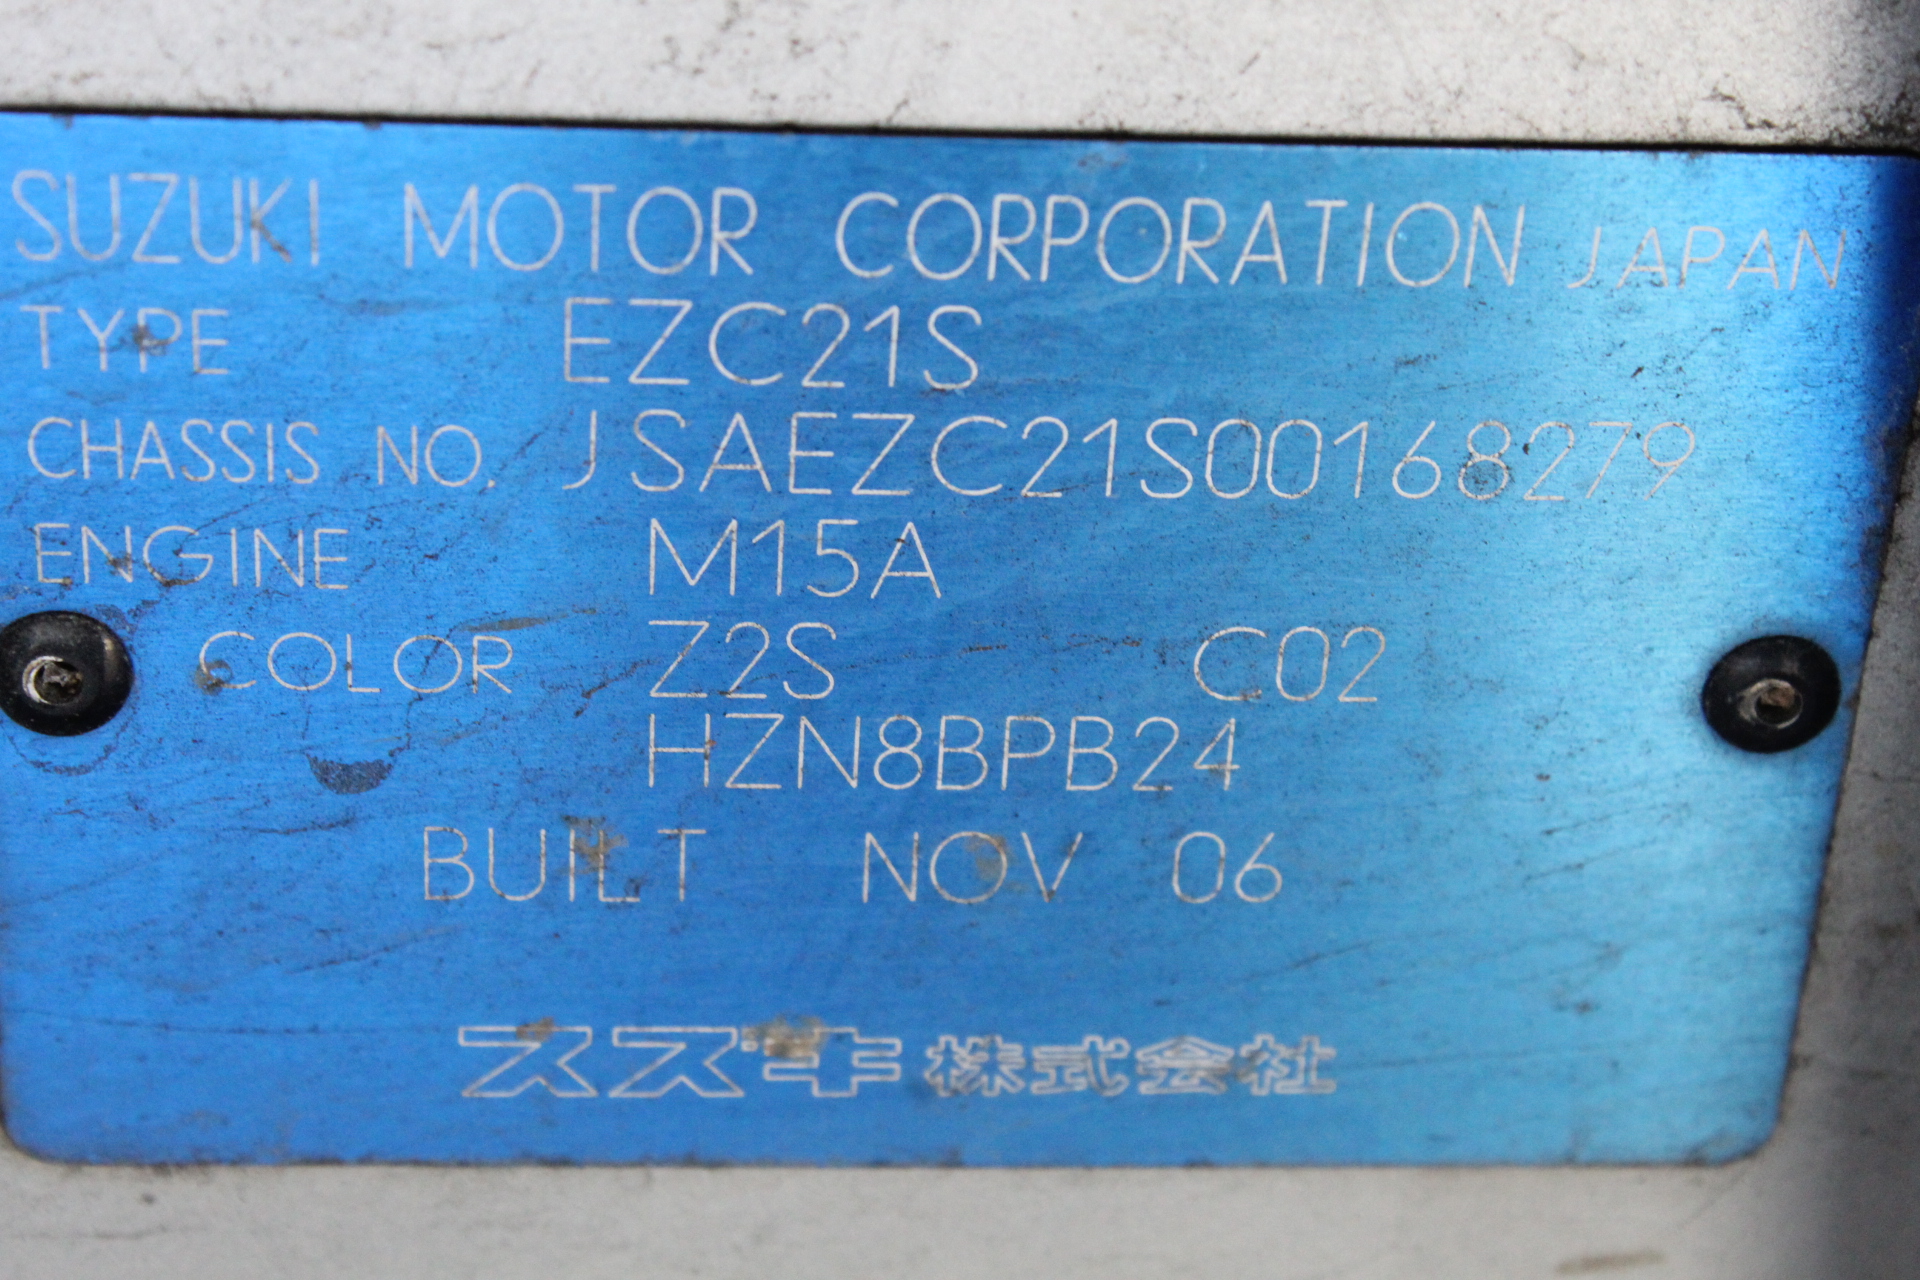 SUZUKI MOTOR CORPORATION JAPAN
TYPE EZC21S
CHASSIS NO. JSAEZC21S00168279
ENGINE M15A
COLOR Z2S C02
HZN8BPB24
BUILT NOV 06
スズキ株式会社